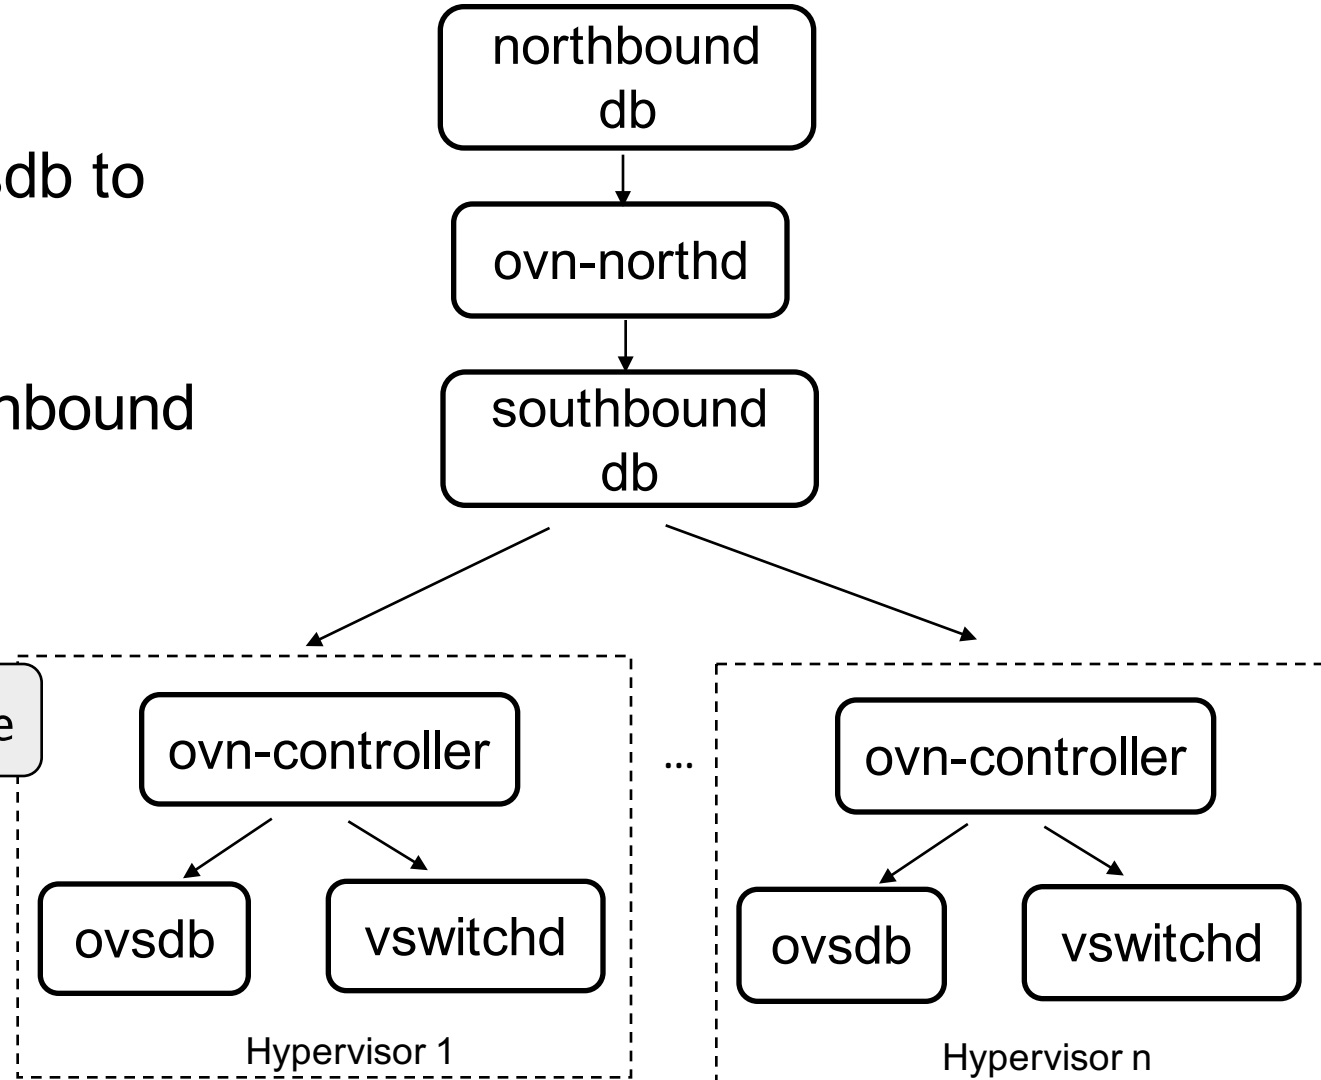 northbound
db
sdb to
ovn-northd
nbound
southbound
db
e
ovn-controller
...
ovn-controller
ovsdb
vswitchd
ovsdb
vswitchd
Hypervisor 1
Hypervisor n